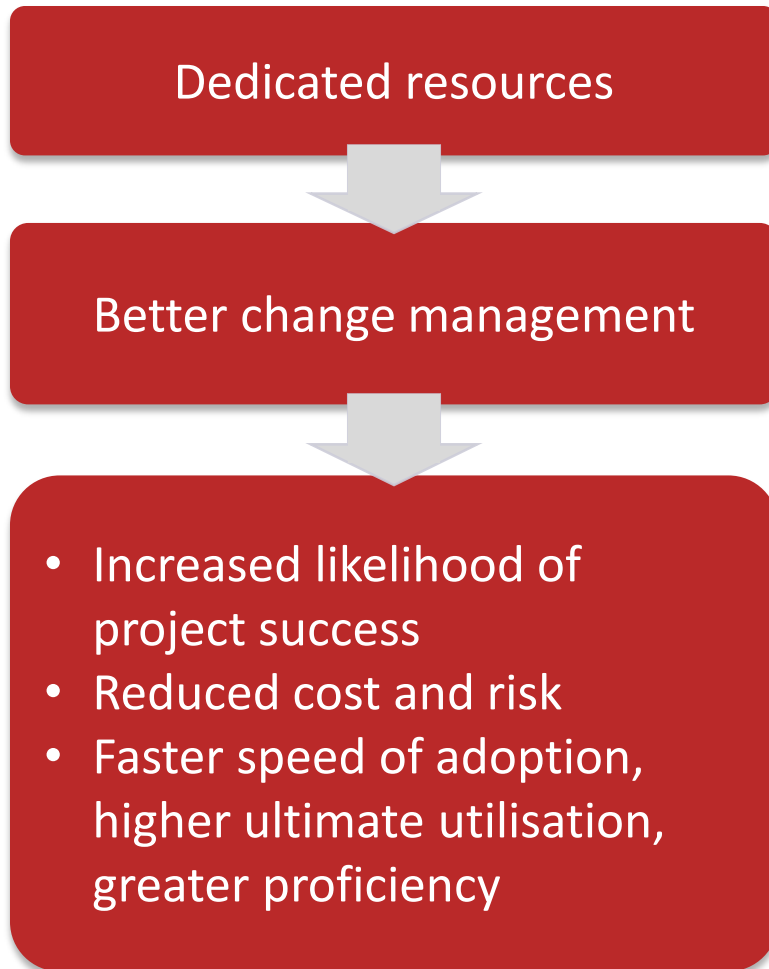 Dedicated resources
Better change management
• Increased likelihood of
project success
• Reduced cost and risk
• Faster speed of adoption,
higher ultimate utilisation,
greater proficiency